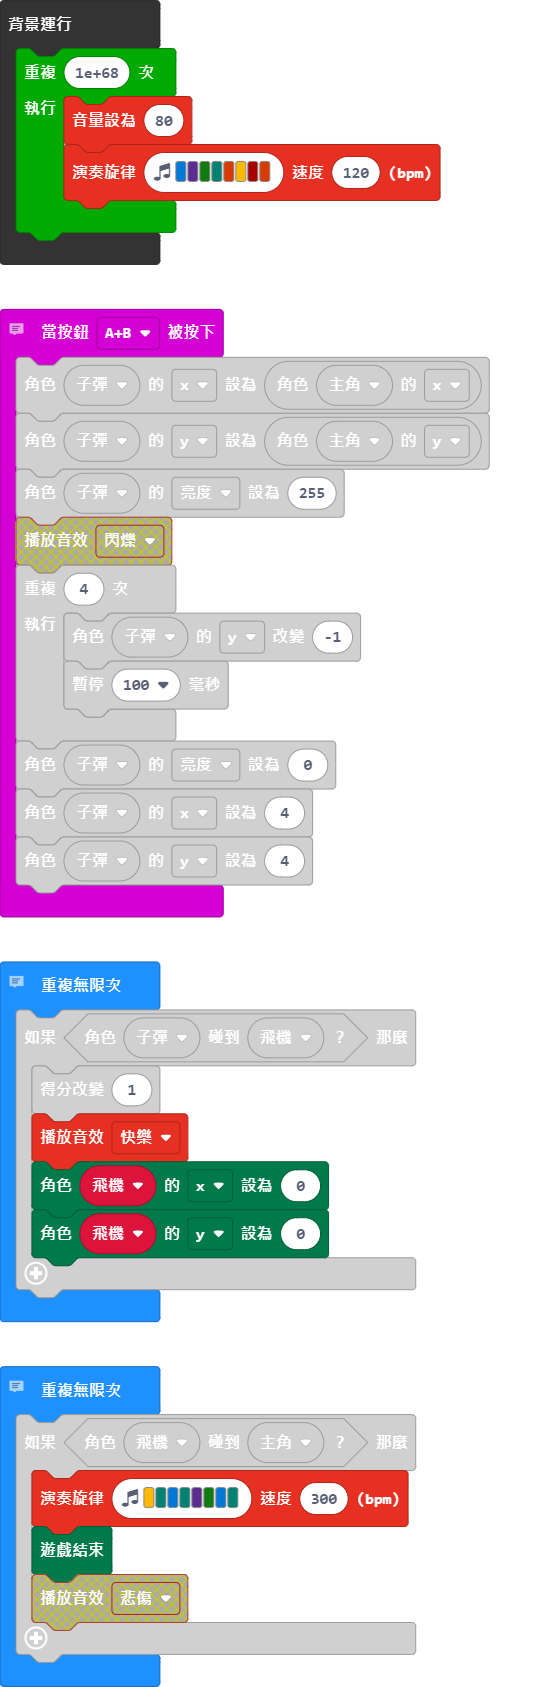 背景運行
重複 1e+68 次
執行
音量設為 80
演奏旋律 速度 120 (bpm)
當按鈕 A+B 被按下
角色 子彈 的 x 設為 角色 主角 的 x
角色 子彈 的 y 設為 角色 主角 的 y
角色 子彈 的 亮度 設為 255
播放音效 閃爍
重複 4 次
執行
角色 子彈 的 y 改變 -1
暫停 100 毫秒
角色 子彈 的 亮度 設為 0
角色 子彈 的 x 設為 4
角色 子彈 的 y 設為 4
重複無限次
如果 角色 子彈 碰到 飛機 ? 那麼
得分改變 1
播放音效 快樂
角色 飛機 的 x 設為 0
角色 飛機 的 y 設為 0
重複無限次
如果 角色 飛機 碰到 主角 ? 那麼
演奏旋律 速度 300 (bpm)
遊戲結束
播放音效 悲傷